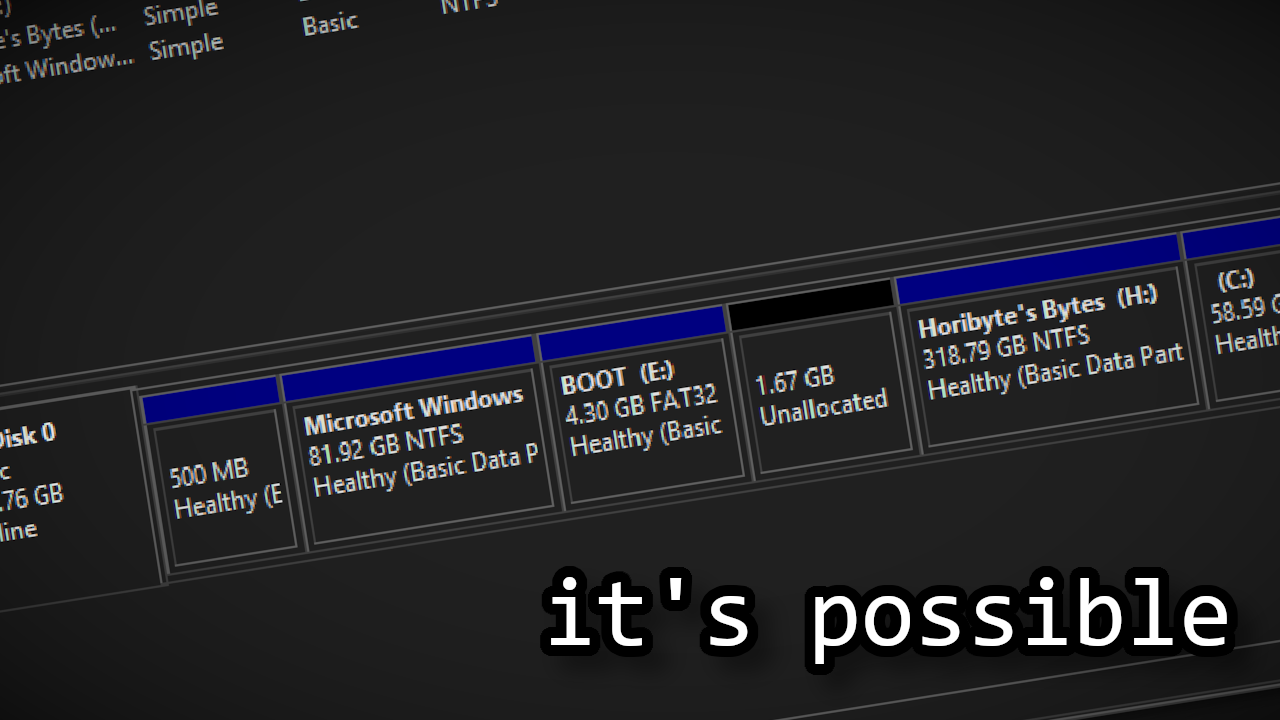 :)
e's Bytes (...
Simple
oft Window...
Simple
Basic
NTFS
Disk 0
c
.76 GB
line
500 MB
Healthy (E
Microsoft Windows
81.92 GB NTFS
Healthy (Basic Data P
BOOT (E:)
4.30 GB FAT32
Healthy (Basic
1.67 GB
Unallocated
Horibyte's Bytes (H:)
318.79 GB NTFS
Healthy (Basic Data Part
(C:)
58.59 G
Health
it's possible